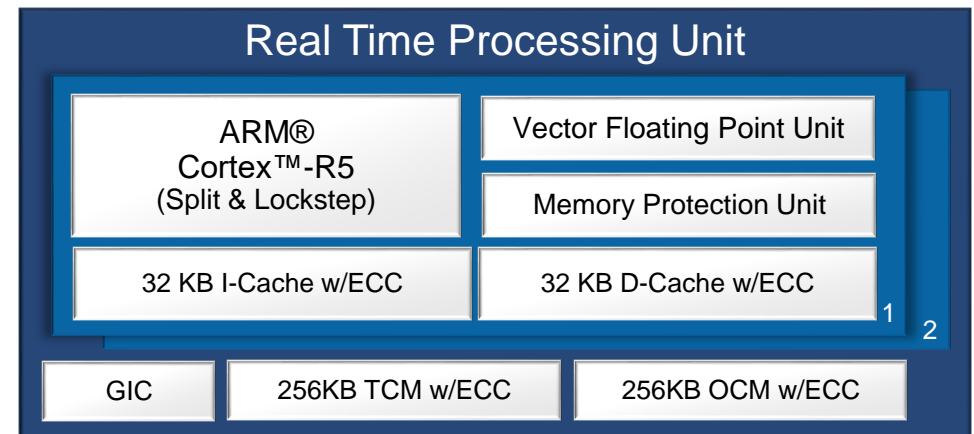 Real Time Processing Unit
ARM®
Cortex™-R5
(Split & Lockstep)
Vector Floating Point Unit
Memory Protection Unit
32 KB I-Cache w/ECC
32 KB D-Cache w/ECC
1
2
GIC
256KB TCM w/ECC
256KB OCM w/ECC